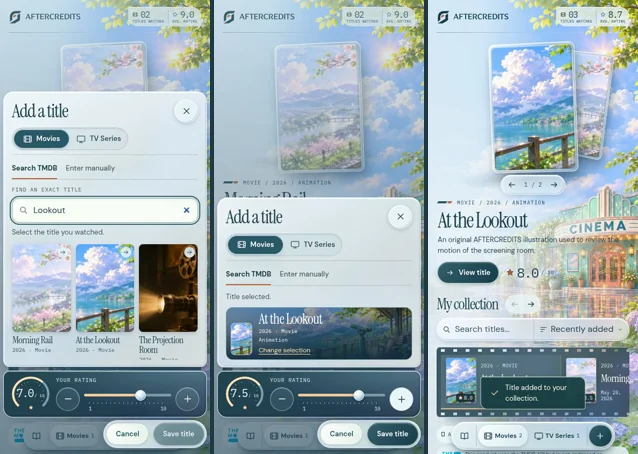 AFTERCREDITS
02
TITLES WATCHED
9.0
AVG. RATING
Add a title
Movies
TV Series
Search TMDB
Enter manually
FIND AN EXACT TITLE
Lookout
Select the title you watched.
Morning Rail
2026 · Movie
At the Lookout
2026 · Movie
The Projection
Room
7.0
YOUR RATING
1
10
Movies 1
Cancel
Save title
AFTERCREDITS
02
TITLES WATCHED
9.0
AVG. RATING
MOVIE / 2026 / ANIMATION
Add a title
Movies
TV Series
Search TMDB
Enter manually
Title selected.
At the Lookout
2026 · Movie
Animation
Change selection
7.5
YOUR RATING
1
10
Movies 1
Cancel
Save title
AFTERCREDITS
03
TITLES WATCHED
8.7
AVG. RATING
1 / 2
MOVIE / 2026 / ANIMATION
At the Lookout
An original AFTERCREDITS illustration used to review the
motion of the screening room.
CINEMA
View title
8.0
My collection
Search titles...
Recently added
2026 · MOVIE
Morning
May 20,
2026
Title added to your
collection.
Movies 2
TV Series 1